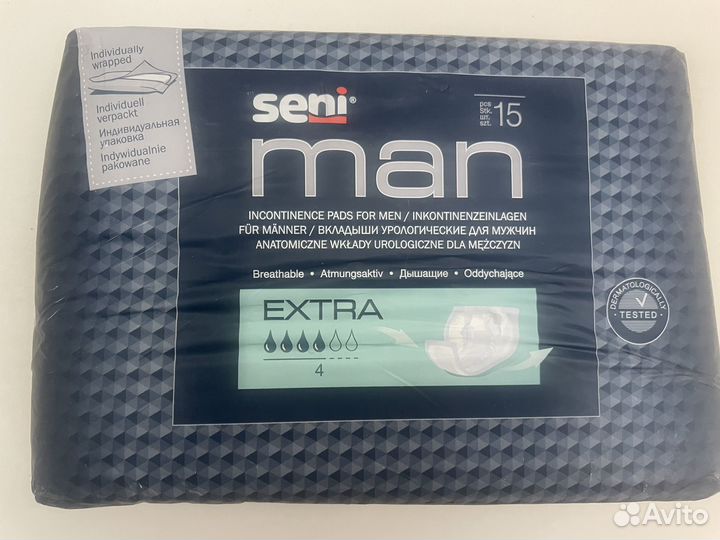 Individually
wrapped
Individuell
verpackt
Индивидуальная
упаковка
Indywidualnie
pakowane
seni®
pcs
Stk.
шт.
szt.
15
man
INCONTINENCE PADS FOR MEN / INKONTINENZEINLAGEN
FÜR MÄNNER / ВКЛАДЫШИ УРОЛОГИЧЕСКИЕ ДЛЯ МУЖЧИН
ANATOMICZNE WKŁADY UROLOGICZNE DLA MĘŻCZYZN
Breathable • Atmungsaktiv • Дышащие • Oddychające
EXTRA
4
DERMATOLOGICALLY
TESTED
Avito